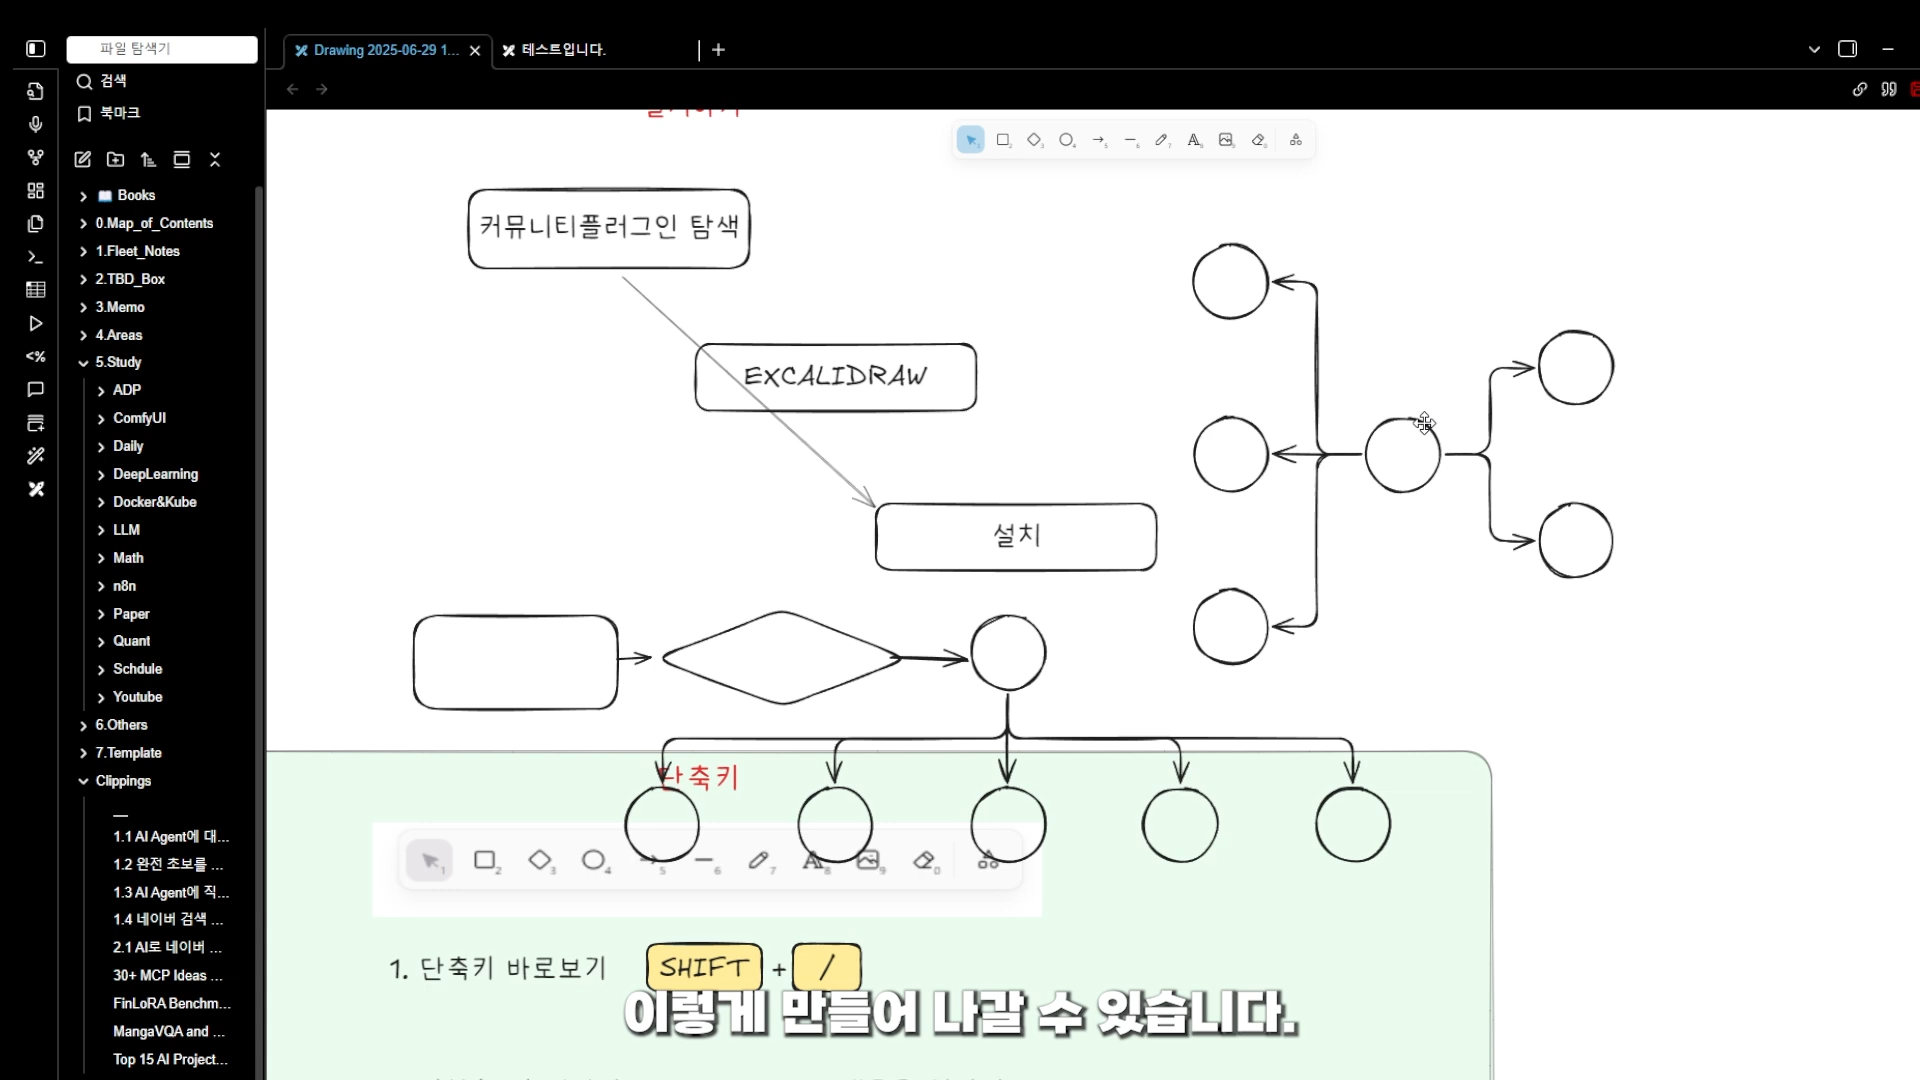 파일 탐색기
Drawing 2025-06-29 1...
테스트입니다.
검색
북마크
Books
0.Map_of_Contents
1.Fleet_Notes
2.TBD_Box
3.Memo
4.Areas
5.Study
ADP
ComfyUI
Daily
DeepLearning
Docker&Kube
LLM
Math
n8n
Paper
Quant
Schdule
Youtube
6.Others
7.Template
Clippings
1.1 AI Agent에 대...
1.2 완전 초보를 ...
1.3 AI Agent에 직...
1.4 네이버 검색 ...
2.1 AI로 네이버 ...
30+ MCP Ideas ...
FinLoRA Benchm...
MangaVQA and ...
Top 15 AI Project...
커뮤니티플러그인 탐색
EXCALIDRAW
설치
단축키
1. 단축키 바로보기 SHIFT + /
이렇게 만들어 나갈 수 있습니다.